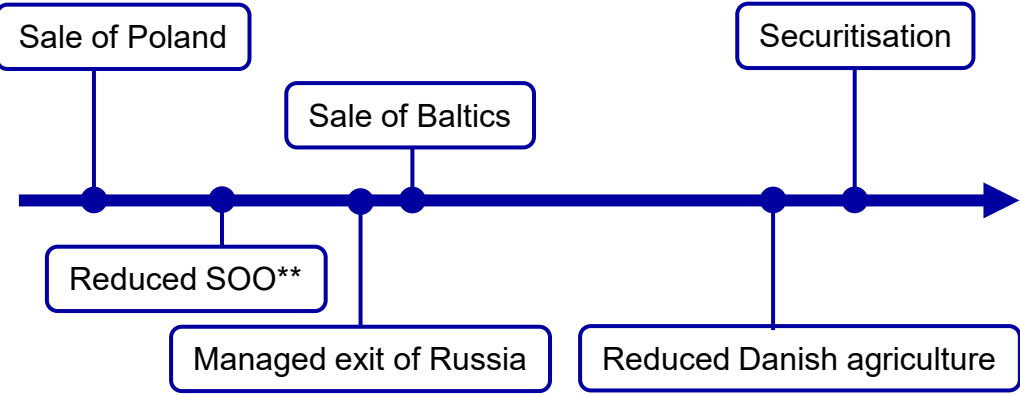 Sale of Poland
Securitisation
Sale of Baltics
Reduced SOO**
Managed exit of Russia
Reduced Danish agriculture